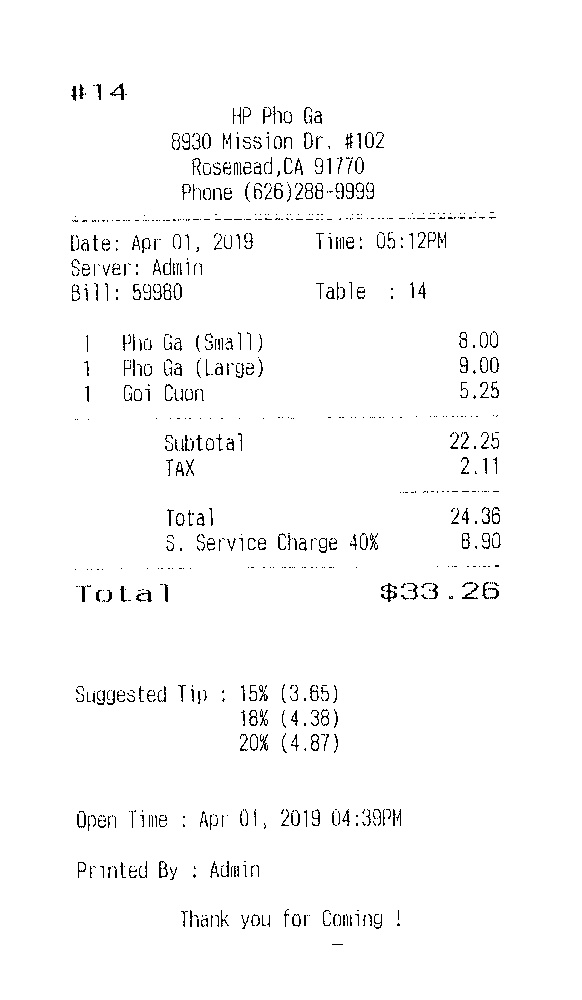 #14
HP Pho Ga
8930 Mission Dr. #102
Rosemead,CA 91770
Phone (626)288-9999
Date: Apr 01, 2019 Time: 05:12PM
Server: Admin
Bill: 59980 Table : 14
1 Pho Ga (Small) 8.00
1 Pho Ga (Large) 9.00
1 Goi Cuon 5.25
Subtotal 22.25
TAX 2.11
Total 24.36
S. Service Charge 40% 8.90
Total $33.26
Suggested Tip : 15% (3.65)
18% (4.38)
20% (4.87)
Open Time : Apr 01, 2019 04:39PM
Printed By : Admin
Thank you for Coming !